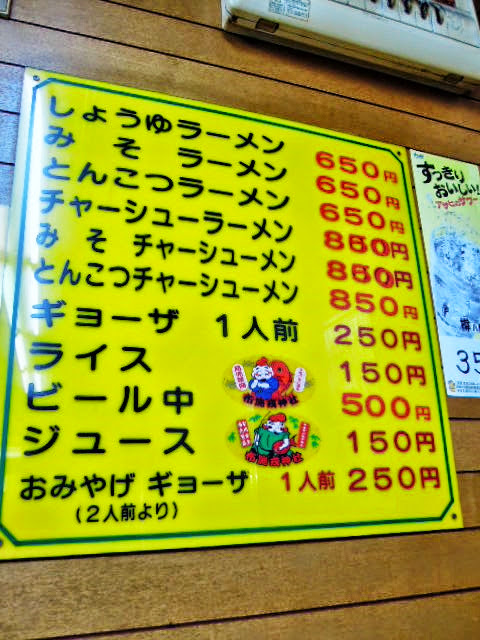 しょうゆラーメン 650円
みそ ラーメン 650円
とんこつラーメン 650円
チャーシューラーメン 850円
みそ チャーシューメン 850円
とんこつチャーシューメン 850円
ギョーザ 1人前 250円
ライス 150円
ビール中 500円
ジュース 150円
おみやげ ギョーザ 1人前 250円
(2人前より)
すっきり
おいしい!
35